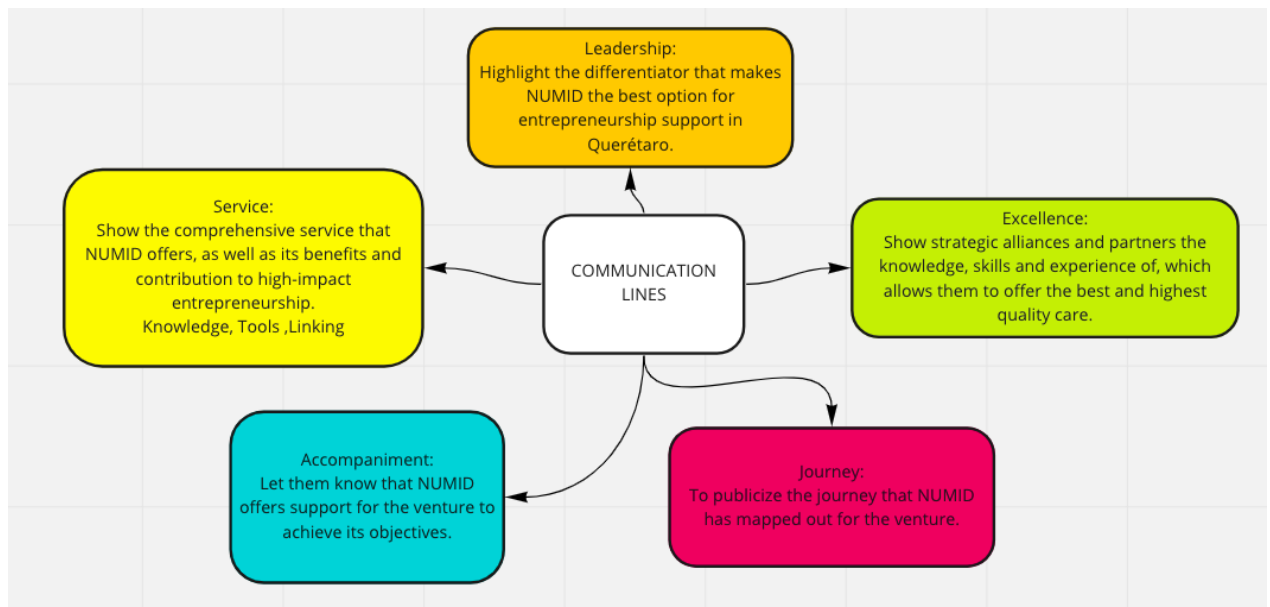 Leadership:
Highlight the differentiator that makes
NUMID the best option for
entrepreneurship support in
Querétaro.
Service:
Show the comprehensive service that
NUMID offers, as well as its benefits and
contribution to high-impact
entrepreneurship.
Knowledge, Tools ,Linking
COMMUNICATION
LINES
Excellence:
Show strategic alliances and partners the
knowledge, skills and experience of, which
allows them to offer the best and highest
quality care.
Accompaniment:
Let them know that NUMID
offers support for the venture to
achieve its objectives.
Journey:
To publicize the journey that NUMID
has mapped out for the venture.